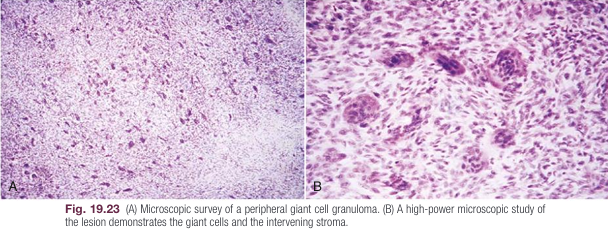 A
B
Fig. 19.23 (A) Microscopic survey of a peripheral giant cell granuloma. (B) A high-power microscopic study of
the lesion demonstrates the giant cells and the intervening stroma.